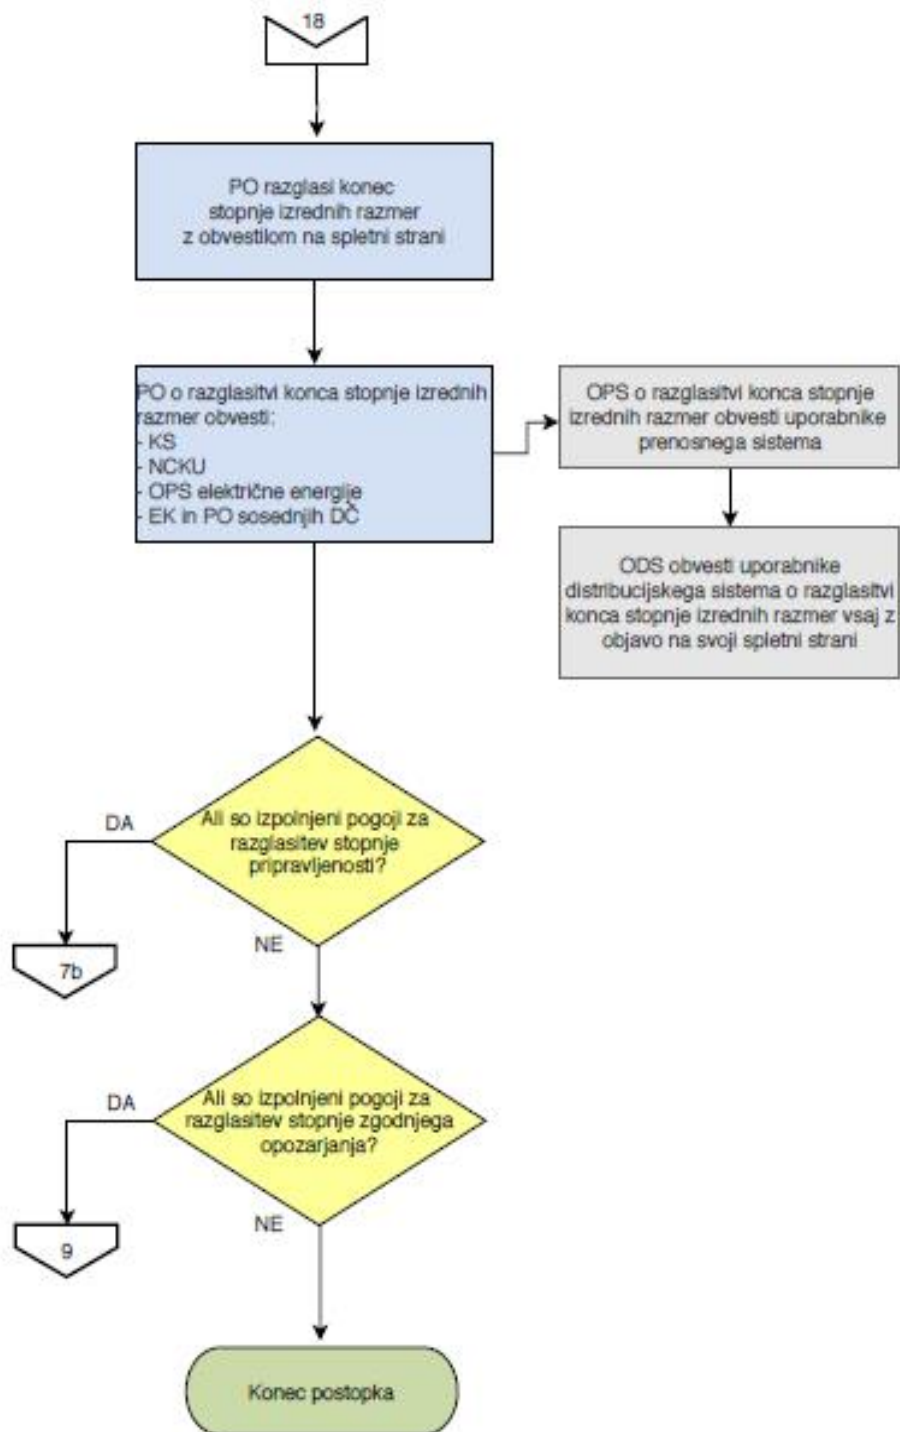 18
PO razglasi konec
stopnje izrednih razmer
z obvestilom na spletni strani
PO o razglasitvi konca stopnje izrednih
razmer obvesti:
- KS
- NCKU
- OPS električne energije
- EK in PO sosednjih DČ
OPS o razglasitvi konca stopnje
izrednih razmer obvesti uporabnike
prenosnega sistema
ODS obvesti uporabnike
distribucijskega sistema o razglasitvi
konca stopnje izrednih razmer vsaj z
objavo na svoji spletni strani
Ali so izpolnjeni pogoji za
razglasitev stopnje
pripravljenosti?
DA
NE
7b
Ali so izpolnjeni pogoji za
razglasitev stopnje zgodnjega
opozarjanja?
DA
NE
9
Konec postopka